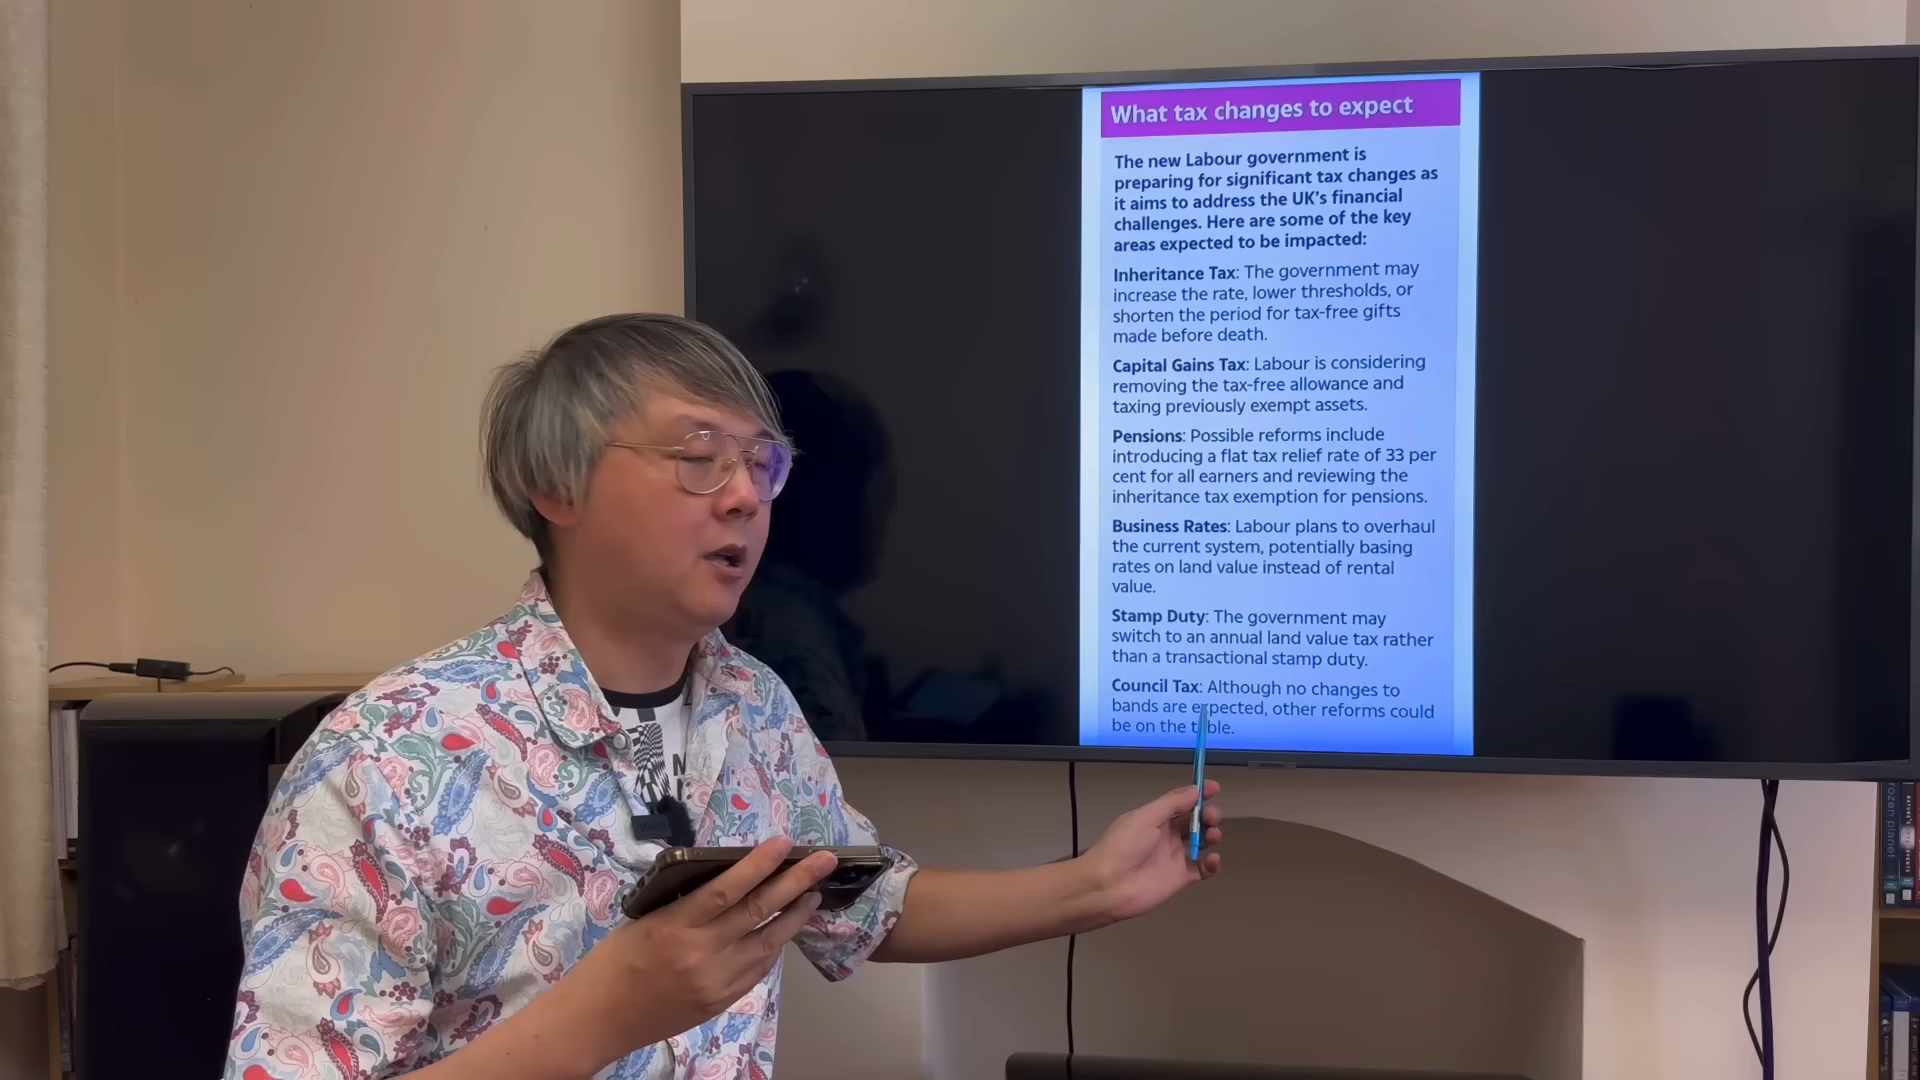 What tax changes to expect
The new Labour government is
preparing for significant tax changes as
it aims to address the UK's financial
challenges. Here are some of the key
areas expected to be impacted:
Inheritance Tax: The government may
increase the rate, lower thresholds, or
shorten the period for tax-free gifts
made before death.
Capital Gains Tax: Labour is considering
removing the tax-free allowance and
taxing previously exempt assets.
Pensions: Possible reforms include
introducing a flat tax relief rate of 33 per
cent for all earners and reviewing the
inheritance tax exemption for pensions.
Business Rates: Labour plans to overhaul
the current system, potentially basing
rates on land value instead of rental
value.
Stamp Duty: The government may
switch to an annual land value tax rather
than a transactional stamp duty.
Council Tax: Although no changes to
bands are expected, other reforms could
be on the table.
M
frozen planet